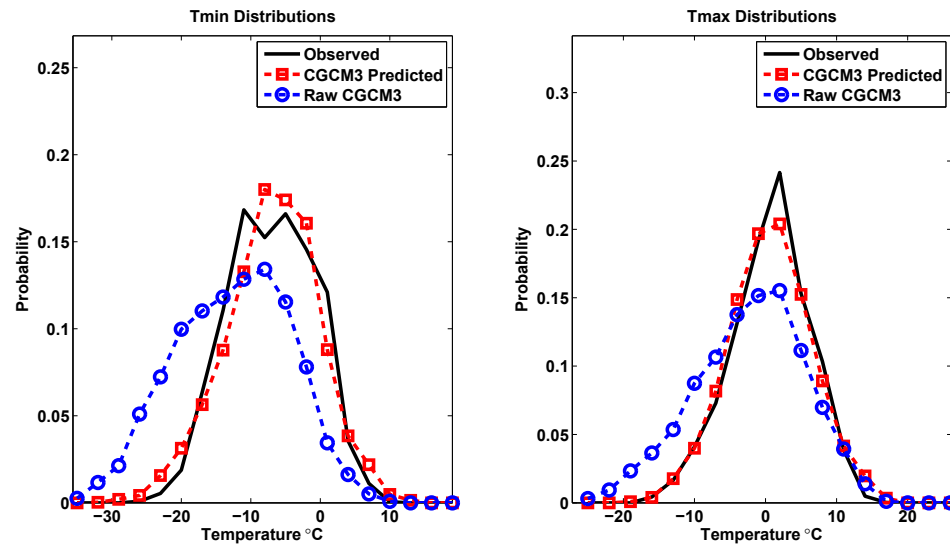 Tmin Distributions
Observed
CGCM3 Predicted
Raw CGCM3
0.25
0.2
0.15
0.1
0.05
0
Probability
−30
−20
−10
0
10
Temperature °C
Tmax Distributions
Observed
CGCM3 Predicted
Raw CGCM3
0.3
0.25
0.2
0.15
0.1
0.05
0
Probability
−20
−10
0
10
20
Temperature °C